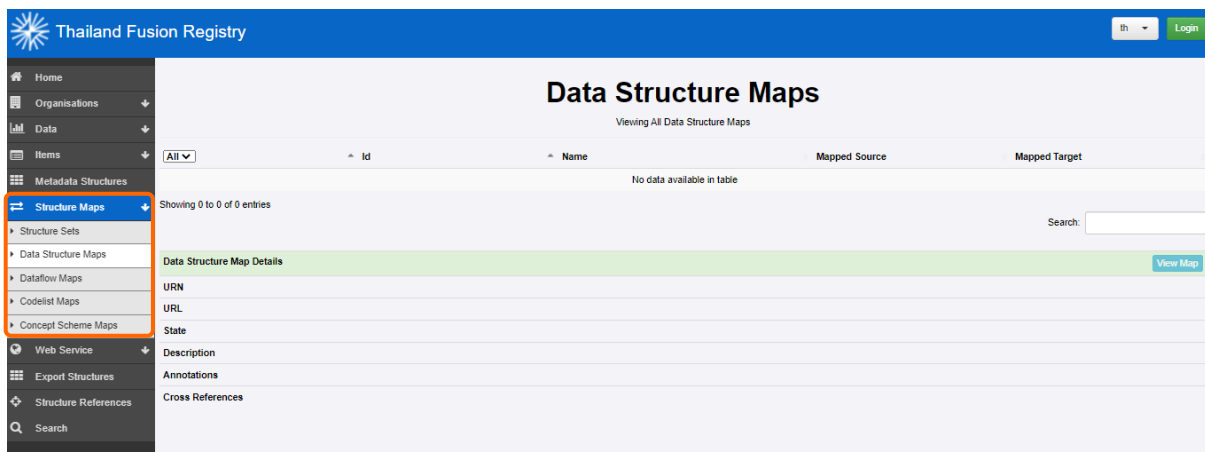 Thailand Fusion Registry
th
Login
Home
Organisations
Data
Items
Metadata Structures
Structure Maps
Structure Sets
Data Structure Maps
Dataflow Maps
Codelist Maps
Concept Scheme Maps
Web Service
Export Structures
Structure References
Search
Data Structure Maps
Viewing All Data Structure Maps
All Id Name Mapped Source Mapped Target
No data available in table
Showing 0 to 0 of 0 entries
Search:
Data Structure Map Details View Map
URN
URL
State
Description
Annotations
Cross References